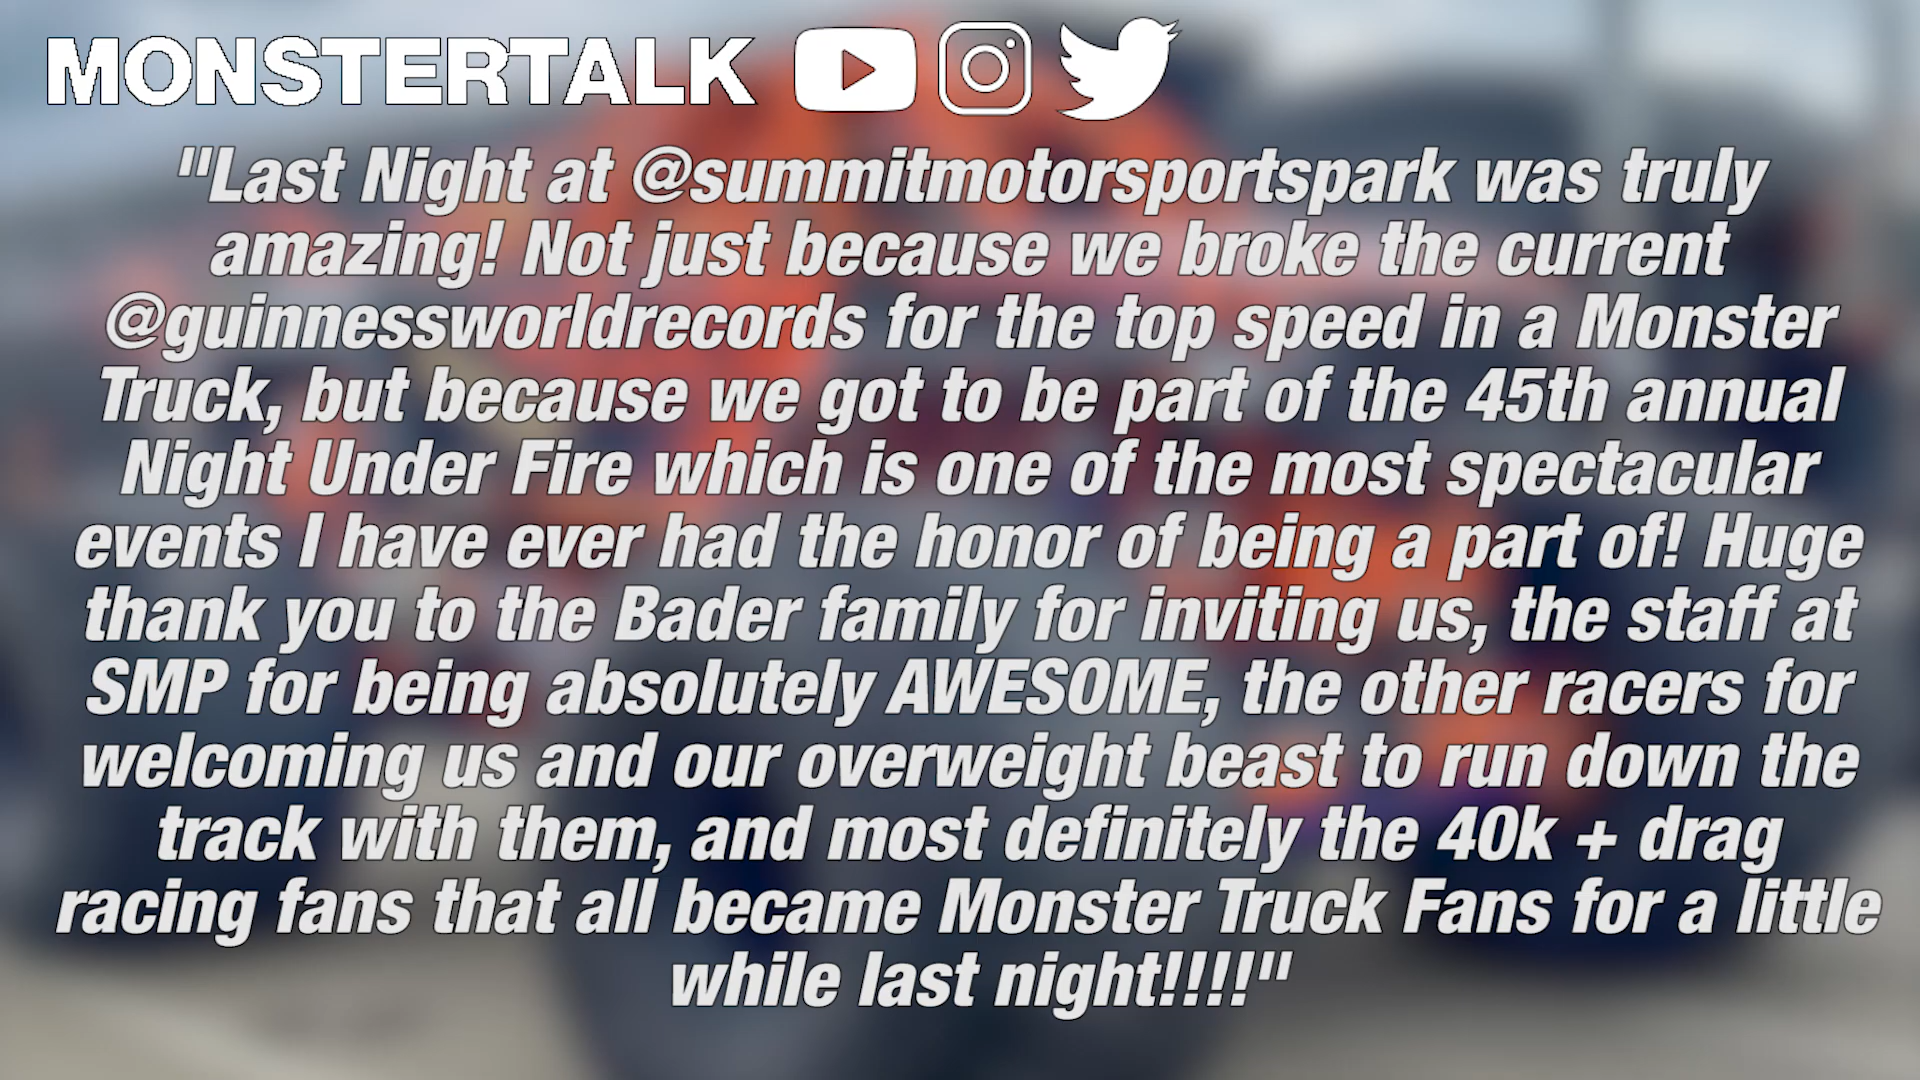 MONSTERTALK
"Last Night at @summitmotorsportspark was truly
amazing! Not just because we broke the current
@guinnessworldrecords for the top speed in a Monster
Truck, but because we got to be part of the 45th annual
Night Under Fire which is one of the most spectacular
events I have ever had the honor of being a part of! Huge
thank you to the Bader family for inviting us, the staff at
SMP for being absolutely AWESOME, the other racers for
welcoming us and our overweight beast to run down the
track with them, and most definitely the 40k + drag
racing fans that all became Monster Truck Fans for a little
while last night!!!!"